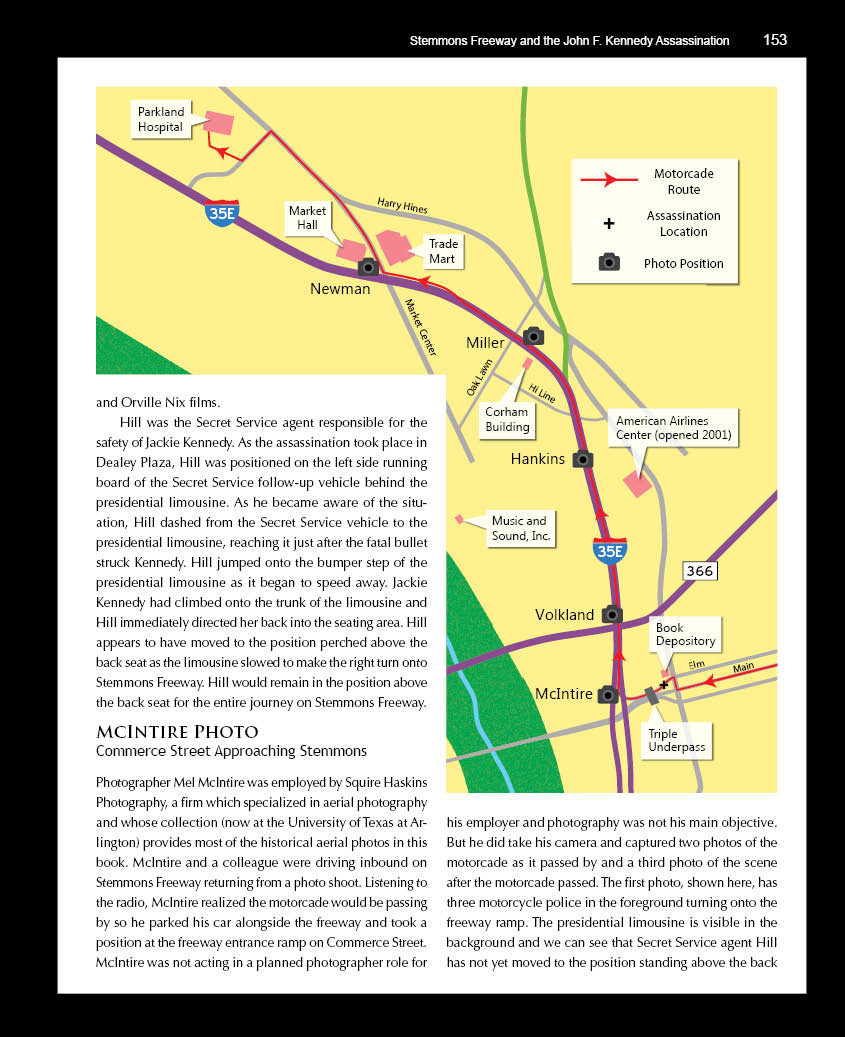 Stemmons Freeway and the John F. Kennedy Assassination 153
Parkland
Hospital
35E
Market
Hall
Harry Hines
Trade
Mart
Newman
Market Center
Motorcade
Route
Assassination
Location
Photo Position
Miller
Oak Lawn
Hi Line
Corham
Building
American Airlines
Center (opened 2001)
Hankins
Music and
Sound, Inc.
35E
366
Volkland
Book
Depository
Elm
Main
McIntire
Triple
Underpass
and Orville Nix films.
Hill was the Secret Service agent responsible for the
safety of Jackie Kennedy. As the assassination took place in
Dealey Plaza, Hill was positioned on the left side running
board of the Secret Service follow-up vehicle behind the
presidential limousine. As he became aware of the situ-
ation, Hill dashed from the Secret Service vehicle to the
presidential limousine, reaching it just after the fatal bullet
struck Kennedy. Hill jumped onto the bumper step of the
presidential limousine as it began to speed away. Jackie
Kennedy had climbed onto the trunk of the limousine and
Hill immediately directed her back into the seating area. Hill
appears to have moved to the position perched above the
back seat as the limousine slowed to make the right turn onto
Stemmons Freeway. Hill would remain in the position above
the back seat for the entire journey on Stemmons Freeway.
McIntire Photo
Commerce Street Approaching Stemmons
Photographer Mel McIntire was employed by Squire Haskins
Photography, a firm which specialized in aerial photography
and whose collection (now at the University of Texas at Ar-
lington) provides most of the historical aerial photos in this
book. McIntire and a colleague were driving inbound on
Stemmons Freeway returning from a photo shoot. Listening to
the radio, McIntire realized the motorcade would be passing
by so he parked his car alongside the freeway and took a
position at the freeway entrance ramp on Commerce Street.
McIntire was not acting in a planned photographer role for
his employer and photography was not his main objective.
But he did take his camera and captured two photos of the
motorcade as it passed by and a third photo of the scene
after the motorcade passed. The first photo, shown here, has
three motorcycle police in the foreground turning onto the
freeway ramp. The presidential limousine is visible in the
background and we can see that Secret Service agent Hill
has not yet moved to the position standing above the back